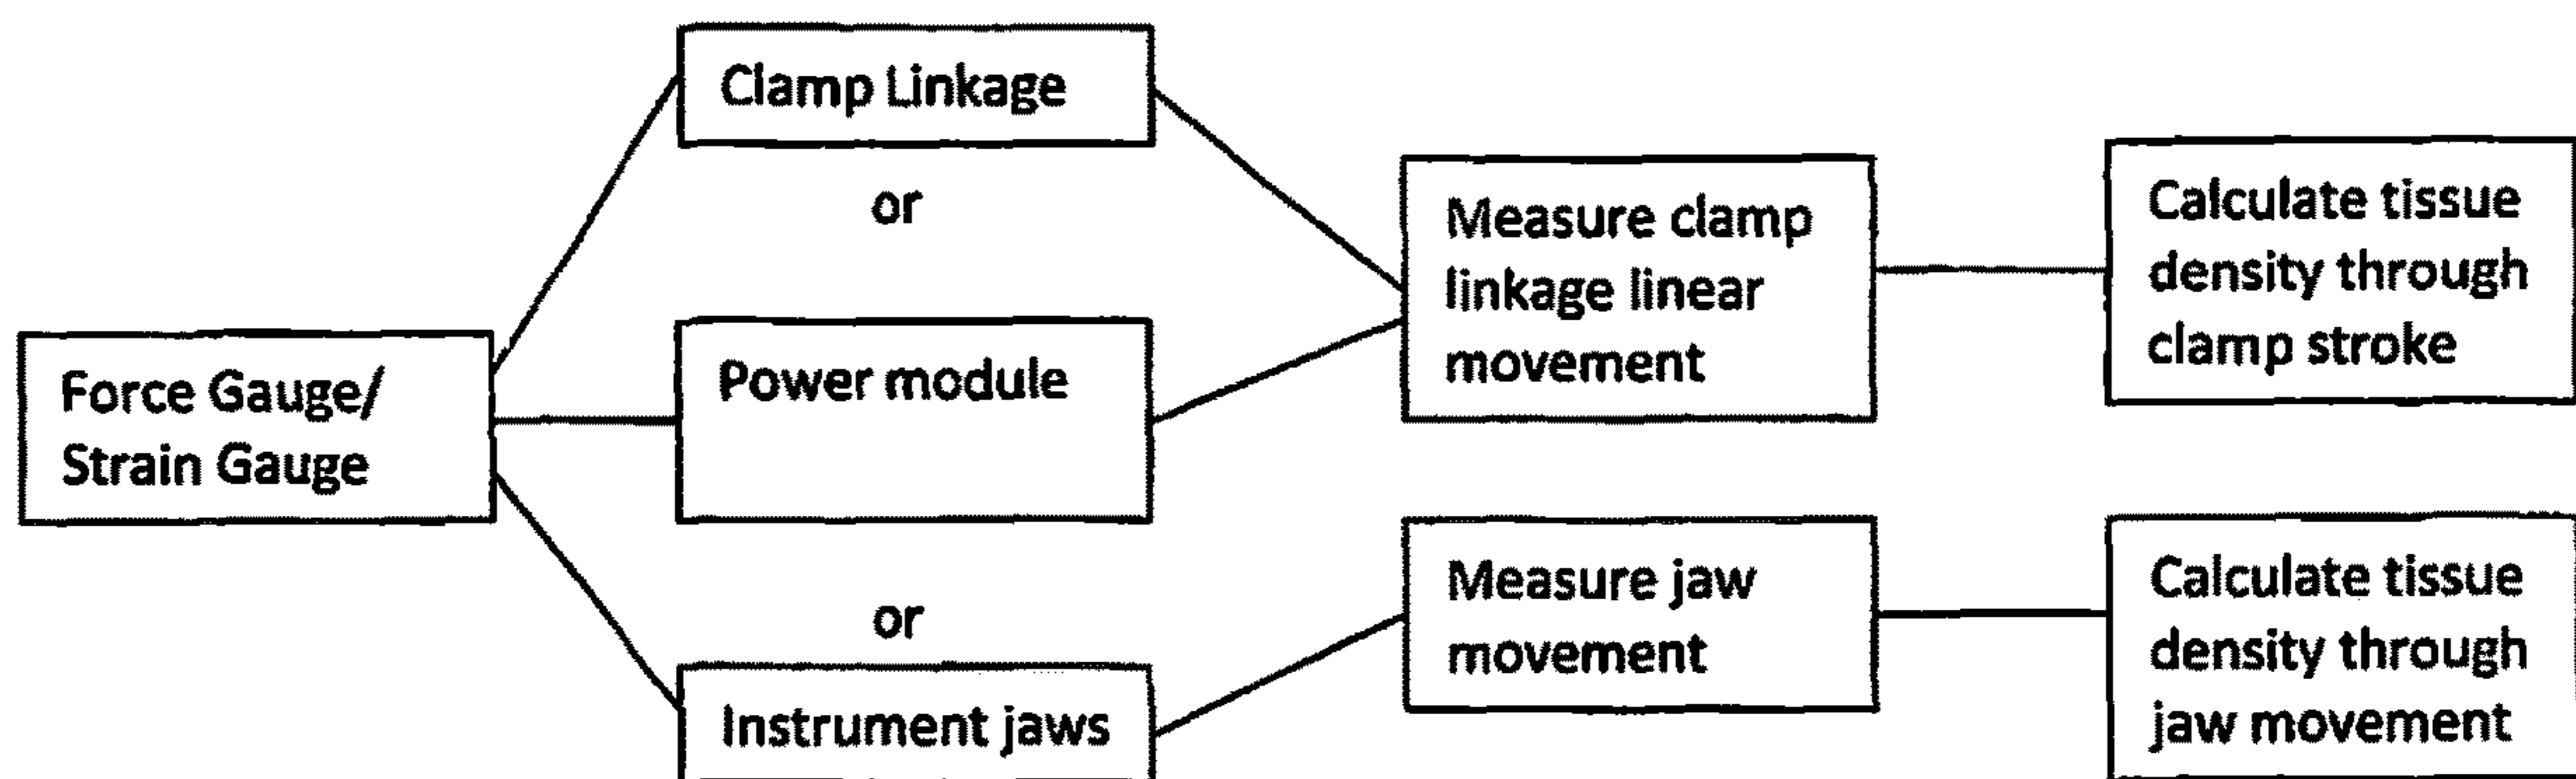 Clamp Linkage
or
Force Gauge/
Strain Gauge
Power module
or
Instrument jaws
Measure clamp
linkage linear
movement
Calculate tissue
density through
clamp stroke
Measure jaw
movement
Calculate tissue
density through
jaw movement